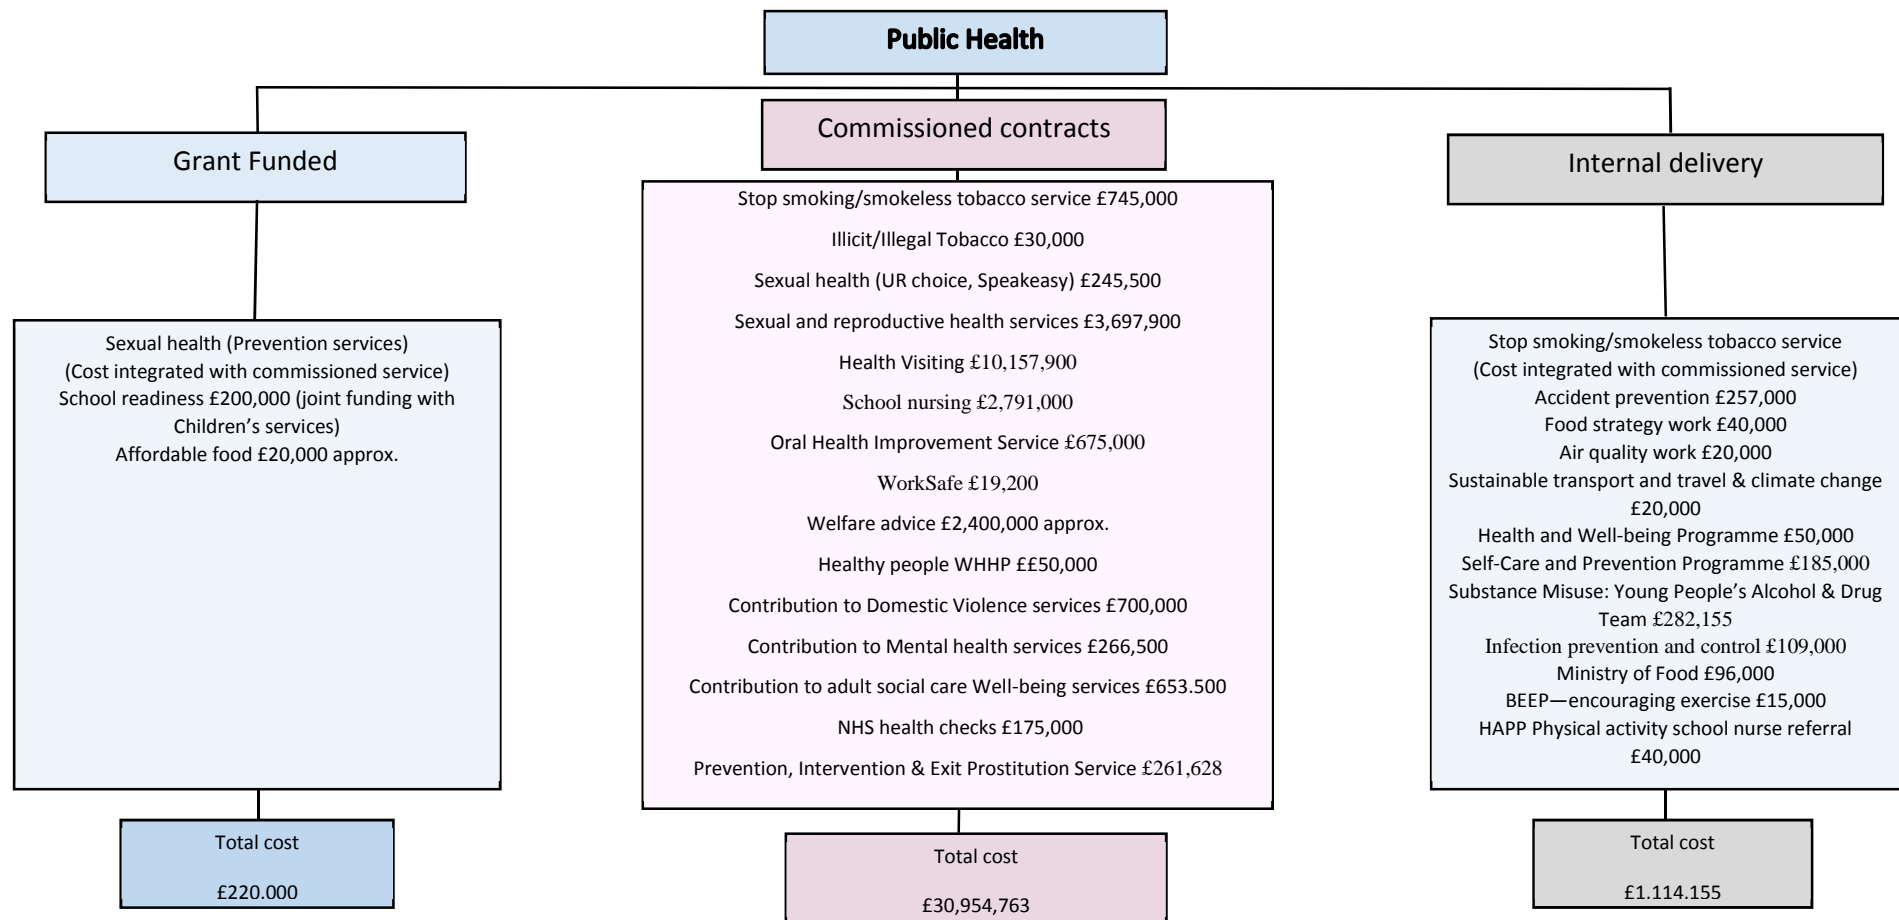 Public Health
Grant Funded
Sexual health (Prevention services)
(Cost integrated with commissioned service)
School readiness £200,000 (joint funding with
Children’s services)
Affordable food £20,000 approx.
Total cost
£220.000
Commissioned contracts
Stop smoking/smokeless tobacco service £745,000
Illicit/Illegal Tobacco £30,000
Sexual health (UR choice, Speakeasy) £245,500
Sexual and reproductive health services £3,697,900
Health Visiting £10,157,900
School nursing £2,791,000
Oral Health Improvement Service £675,000
WorkSafe £19,200
Welfare advice £2,400,000 approx.
Healthy people WHHP ££50,000
Contribution to Domestic Violence services £700,000
Contribution to Mental health services £266,500
Contribution to adult social care Well-being services £653.500
NHS health checks £175,000
Prevention, Intervention & Exit Prostitution Service £261,628
Total cost
£30,954,763
Internal delivery
Stop smoking/smokeless tobacco service
(Cost integrated with commissioned service)
Accident prevention £257,000
Food strategy work £40,000
Air quality work £20,000
Sustainable transport and travel & climate change
£20,000
Health and Well-being Programme £50,000
Self-Care and Prevention Programme £185,000
Substance Misuse: Young People’s Alcohol & Drug
Team £282,155
Infection prevention and control £109,000
Ministry of Food £96,000
BEEP—encouraging exercise £15,000
HAPP Physical activity school nurse referral
£40,000
Total cost
£1.114.155